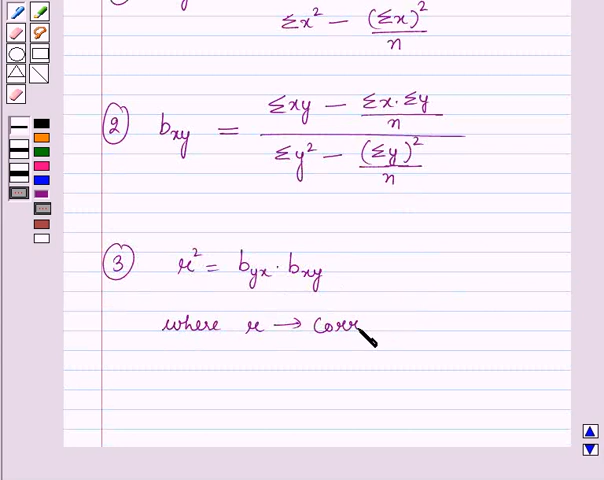 Σx² − (Σx)²/n
② bxy = (Σxy − Σx·Σy/n) / (Σy² − (Σy)²/n)
③ r² = byx · bxy
where r → Corr